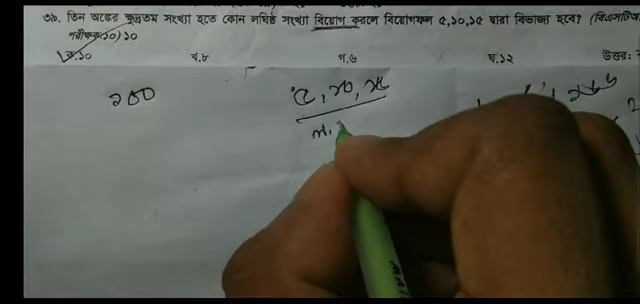 ৩৯. তিন অঙ্কের ক্ষুদ্রতম সংখ্যা হতে কোন লঘিষ্ঠ সংখ্যা বিয়োগ করলে বিয়োগফল ৫,১০,১৫ দ্বারা বিভাজ্য হবে? (বিএসটিআ
পরীক্ষক-১০) ১০
ক.১০ খ.৮ গ.৬ ঘ.১২ উত্তর:
১০০
৫, ১০, ১৫